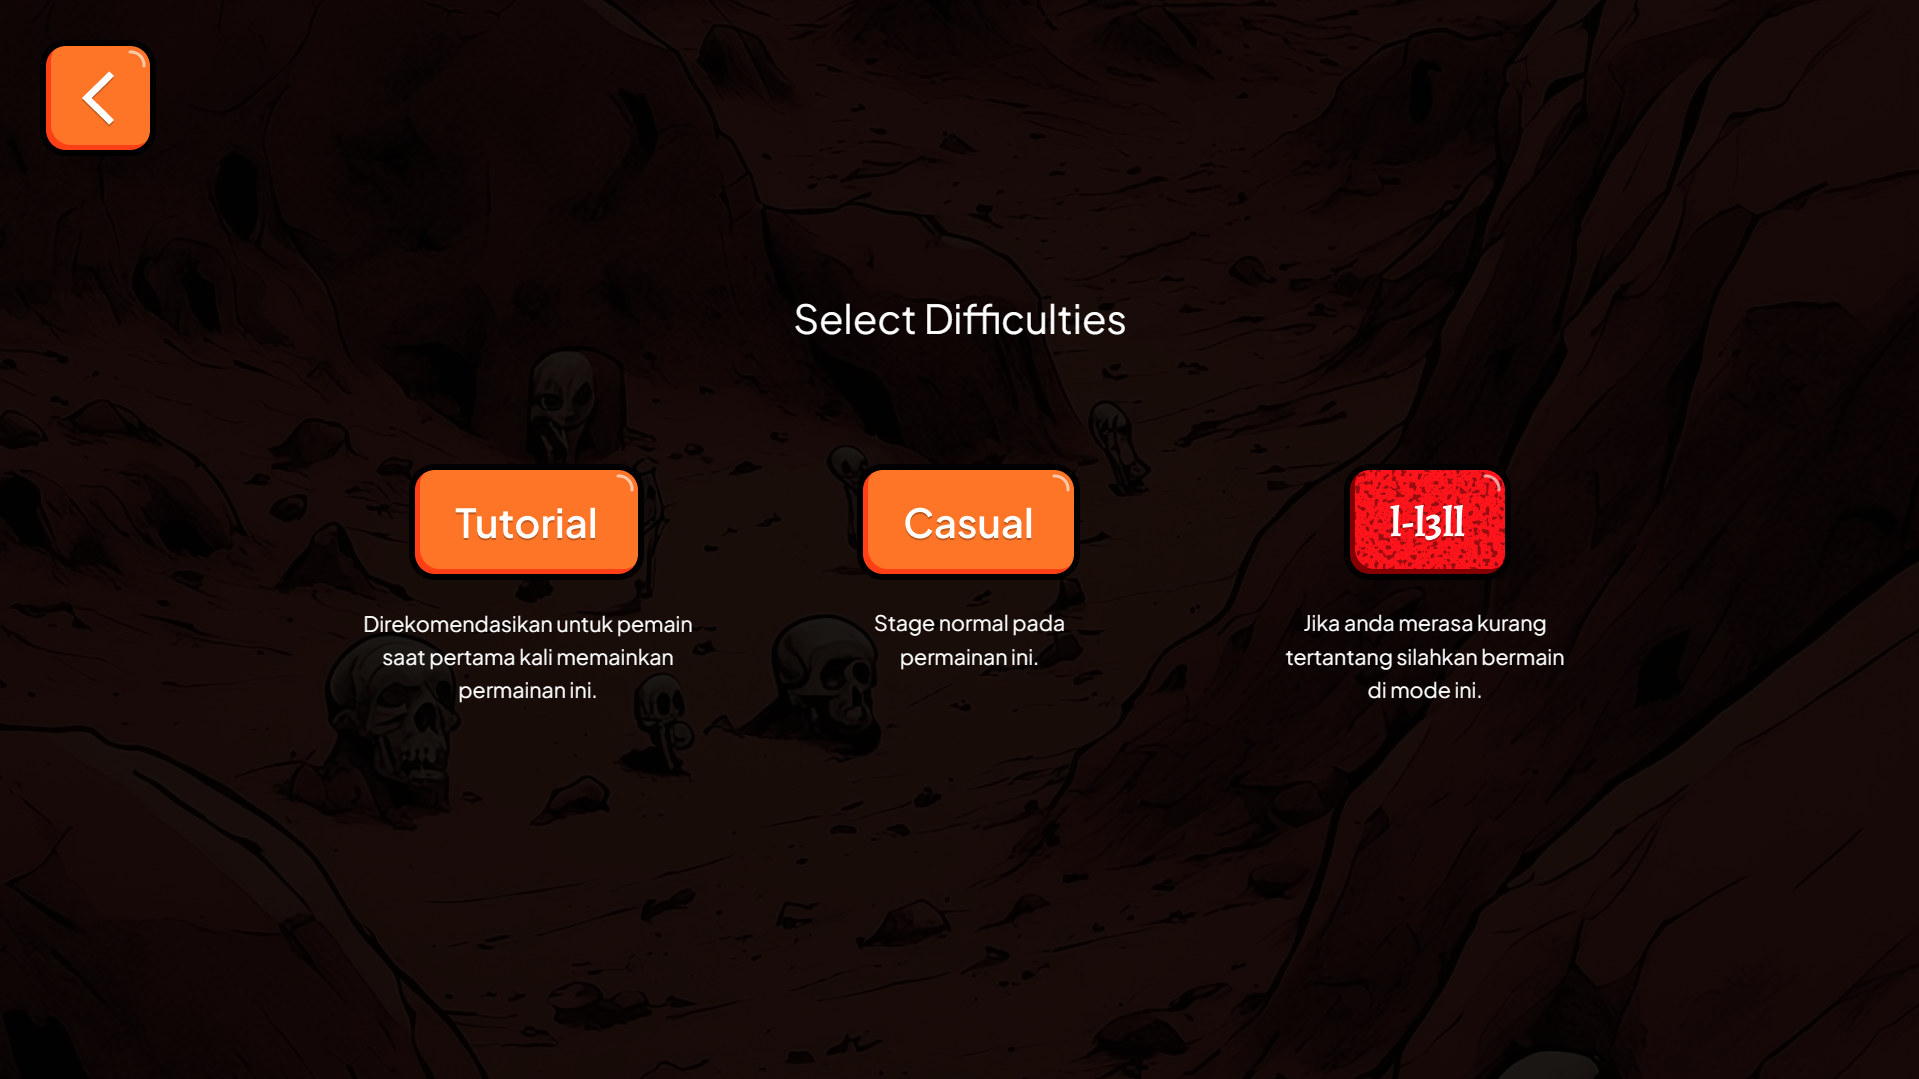 Select Difficulties
Tutorial
Direkomendasikan untuk pemain
saat pertama kali memainkan
permainan ini.
Casual
Stage normal pada
permainan ini.
l-l3ll
Jika anda merasa kurang
tertantang silahkan bermain
di mode ini.